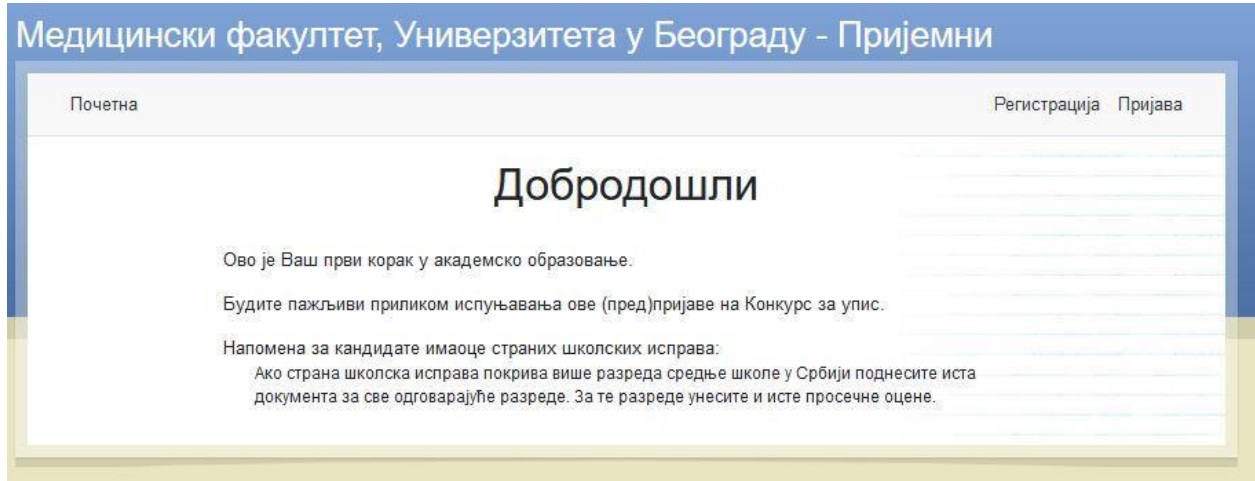 Медицински факултет, Универзитета у Београду - Пријемни
Почетна
Регистрација Пријава
Добродошли
Ово је Ваш први корак у академско образовање.
Будите пажљиви приликом испуњавања ове (пред)пријаве на Конкурс за упис.
Напомена за кандидате имаоце страних школских исправа:
Ако страна школска исправа покрива више разреда средње школе у Србији поднесите иста
документа за све одговарајуће разреде. За те разреде унесите и исте просечне оцене.